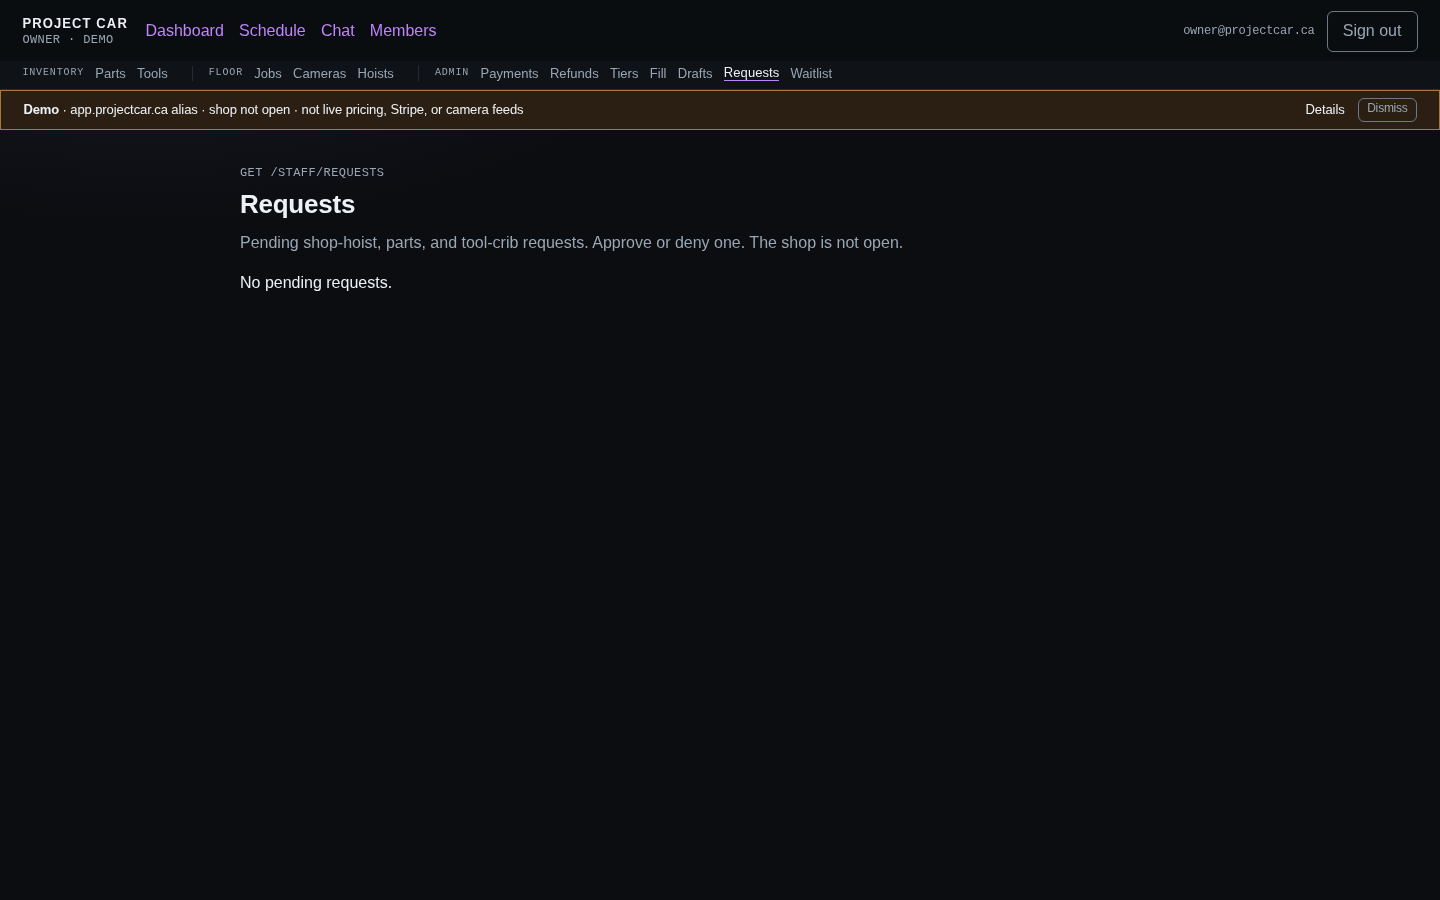 PROJECT CAR
OWNER · DEMO
Dashboard Schedule Chat Members
owner@projectcar.ca
Sign out
INVENTORY Parts Tools FLOOR Jobs Cameras Hoists ADMIN Payments Refunds Tiers Fill Drafts Requests Waitlist
Demo · app.projectcar.ca alias · shop not open · not live pricing, Stripe, or camera feeds
Details Dismiss
GET /STAFF/REQUESTS
Requests
Pending shop-hoist, parts, and tool-crib requests. Approve or deny one. The shop is not open.
No pending requests.